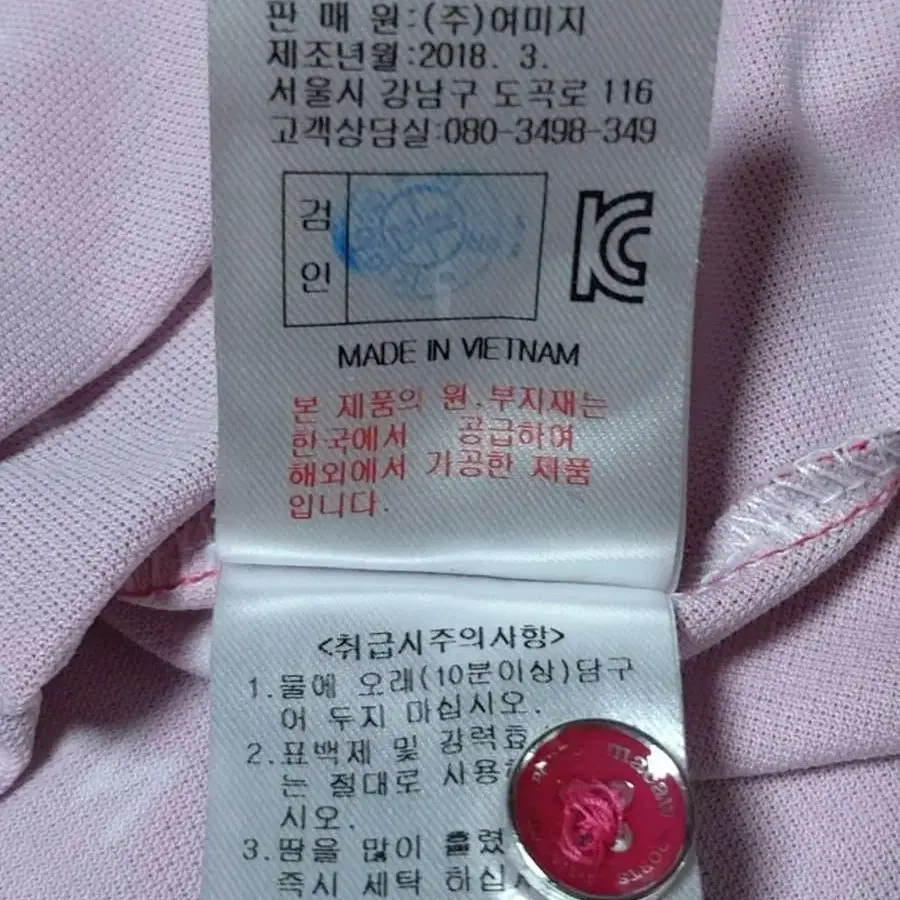 판 매 원:(주)여미지
제조년월:2018. 3.
서울시 강남구 도곡로 116
고객상담실:080-3498-349
검
인
MADE IN VIETNAM
본 제품의 원.부지재는
한국에서 공급하여
해외에서 가공한 제품
입니다.
<취급시주의사항>
1.물에 오래(10분이상)담구
어 두지 마십시오.
2.표백제 및 강력효
는 절대로 사용
시오.
3.땀을 많이 흘렸
즉시 세탁 하십시
macaw